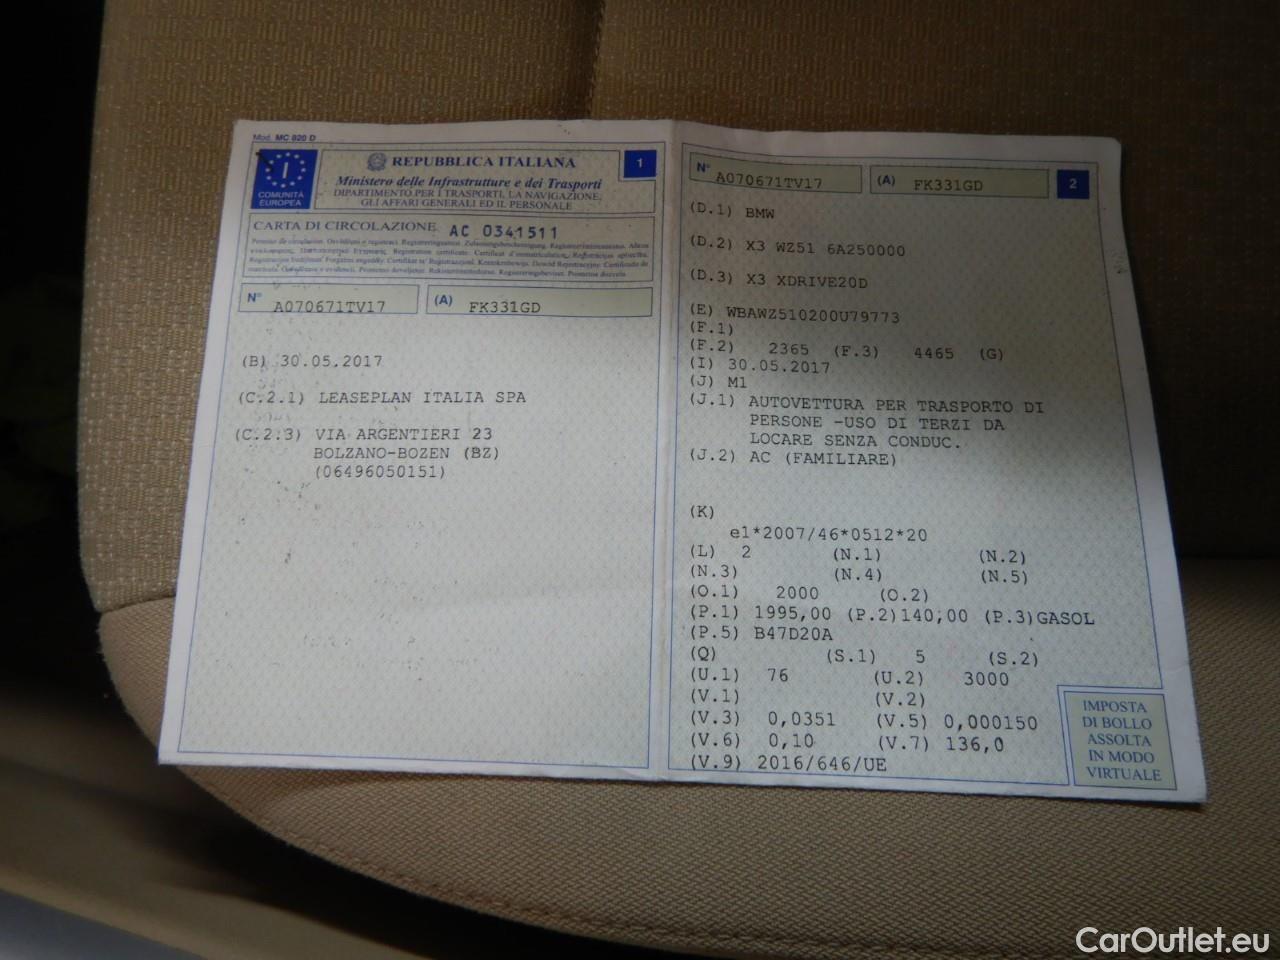 Mod. MC 820 D
I
COMUNITÀ
EUROPEA
REPUBBLICA ITALIANA
1
Ministero delle Infrastrutture e dei Trasporti
DIPARTIMENTO PER I TRASPORTI, LA NAVIGAZIONE,
GLI AFFARI GENERALI ED IL PERSONALE
CARTA DI CIRCOLAZIONE AC 0341511
N° A070671TV17 (A) FK331GD
(B) 30.05.2017
(C.2.1) LEASEPLAN ITALIA SPA
(C.2.3) VIA ARGENTIERI 23
BOLZANO-BOZEN (BZ)
(06496050151)
N° A070671TV17 (A) FK331GD 2
(D.1) BMW
(D.2) X3 WZ51 6A250000
(D.3) X3 XDRIVE20D
(E) WBAWZ510200U79773
(F.1)
(F.2) 2365 (F.3) 4465 (G)
(I) 30.05.2017
(J) M1
(J.1) AUTOVETTURA PER TRASPORTO DI
PERSONE -USO DI TERZI DA
LOCARE SENZA CONDUC.
(J.2) AC (FAMILIARE)
(K)
e1*2007/46*0512*20
(L) 2 (N.1) (N.2)
(N.3) (N.4) (N.5)
(O.1) 2000 (O.2)
(P.1) 1995,00 (P.2)140,00 (P.3)GASOL
(P.5) B47D20A
(Q) (S.1) 5 (S.2)
(U.1) 76 (U.2) 3000
(V.1) (V.2)
(V.3) 0,0351 (V.5) 0,000150
(V.6) 0,10 (V.7) 136,0
(V.9) 2016/646/UE
IMPOSTA
DI BOLLO
ASSOLTA
IN MODO
VIRTUALE
CarOutlet.eu